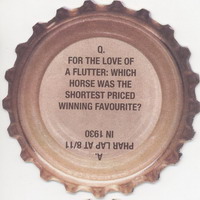 Q.
FOR THE LOVE OF
A FLUTTER: WHICH
HORSE WAS THE
SHORTEST PRICED
WINNING FAVOURITE?
A.
PHAR LAP AT 8/11
IN 1930